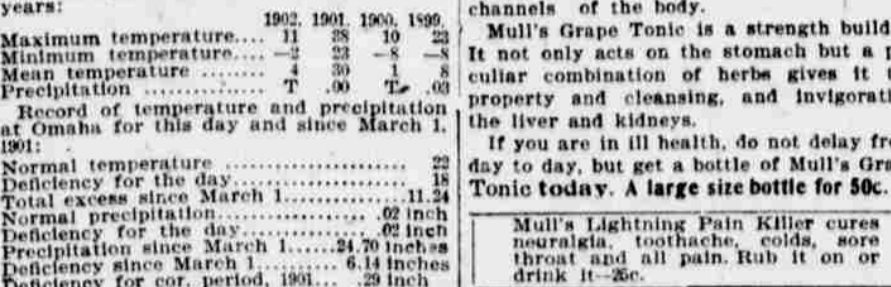 years:
1902. 1901. 1900. 1899.
Maximum temperature.... 11 38 10 23
Minimum temperature.... —2 23 —8 —8
Mean temperature ........ 4 30 1 8
Precipitation ............... T .00 T .03
Record of temperature and precipitation
at Omaha for this day and since March 1,
1901:
Normal temperature ...................... 22
Deficiency for the day..................... 18
Total excess since March 1...............11.24
Normal precipitation.................. .02 inch
Deficiency for the day................ .02 inch
Precipitation since March 1......24.70 inches
Deficiency since March 1.......... 6.14 inches
Deficiency for cor. period, 1901... .29 inch
channels of the body.
Mull's Grape Tonic is a strength build
It not only acts on the stomach but a p
culiar combination of herbs gives it
property and cleansing, and invigorati
the liver and kidneys.
If you are in ill health, do not delay fr
day to day, but get a bottle of Mull's Gra
Tonic today. A large size bottle for 50c.
Mull's Lightning Pain Killer cures
neuralgia, toothache, colds, sore
throat and all pain. Rub it on or
drink it—25c.